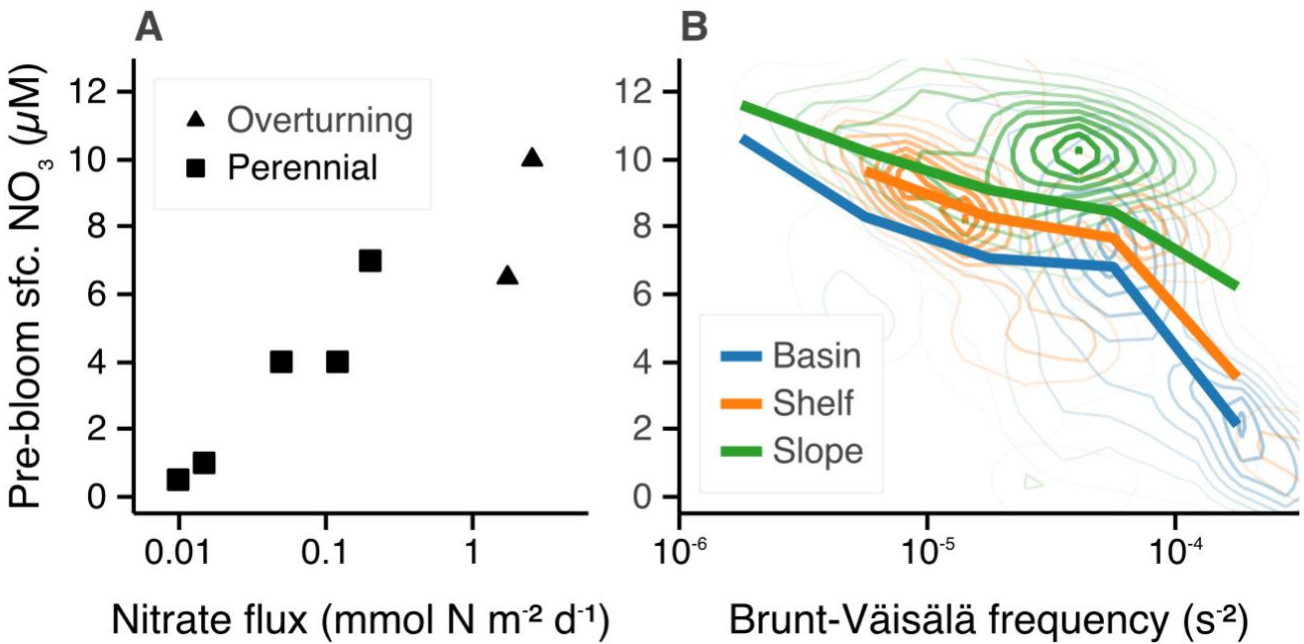 A
Pre-bloom sfc. NO₃ (µM)
12
10
8
6
4
2
0
Overturning
Perennial
0.01
0.1
1
Nitrate flux (mmol N m⁻² d⁻¹)
B
12
10
8
6
4
2
0
Basin
Shelf
Slope
10⁻⁶
10⁻⁵
10⁻⁴
Brunt-Väisälä frequency (s⁻²)